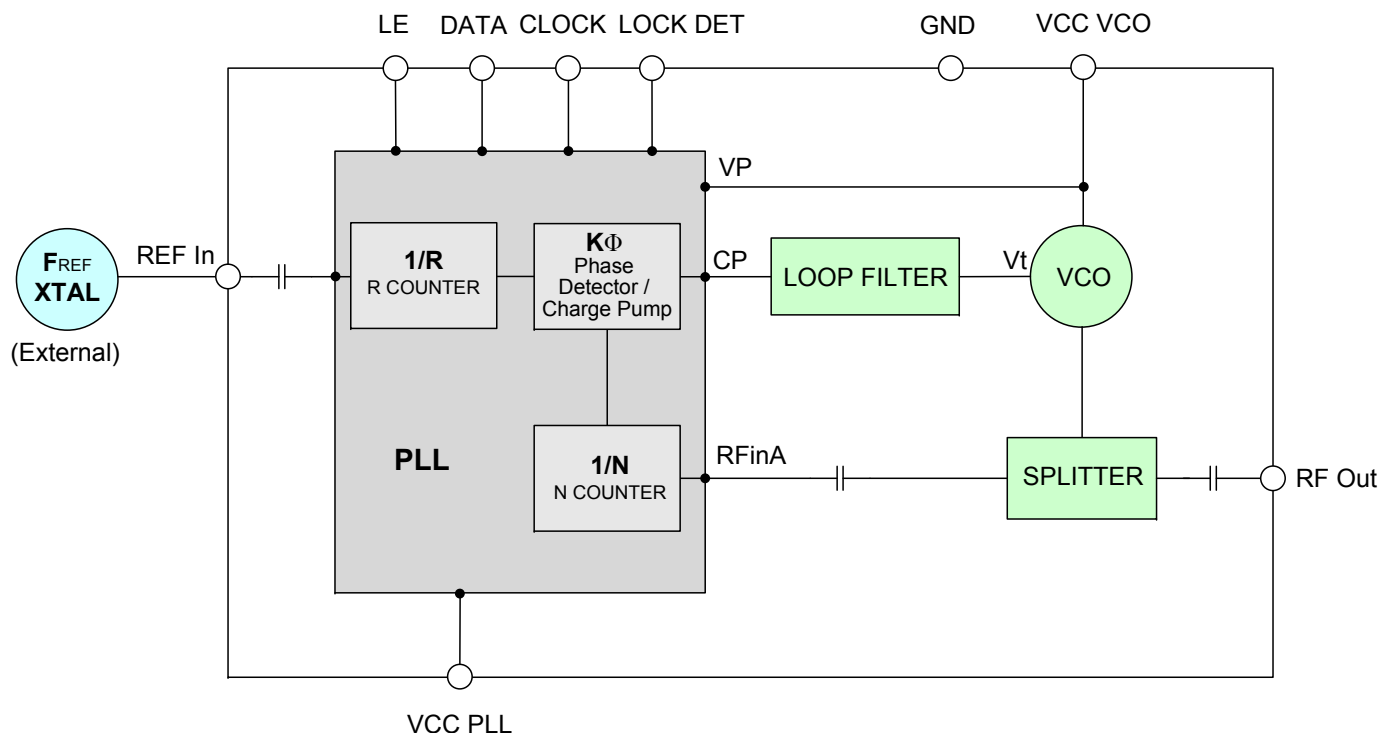 LE
DATA
CLOCK
LOCK DET
GND
VCC VCO
VP
FREF
XTAL
(External)
REF In
1/R
R COUNTER
KΦ
Phase
Detector /
Charge Pump
CP
LOOP FILTER
Vt
VCO
PLL
1/N
N COUNTER
RFinA
SPLITTER
RF Out
VCC PLL